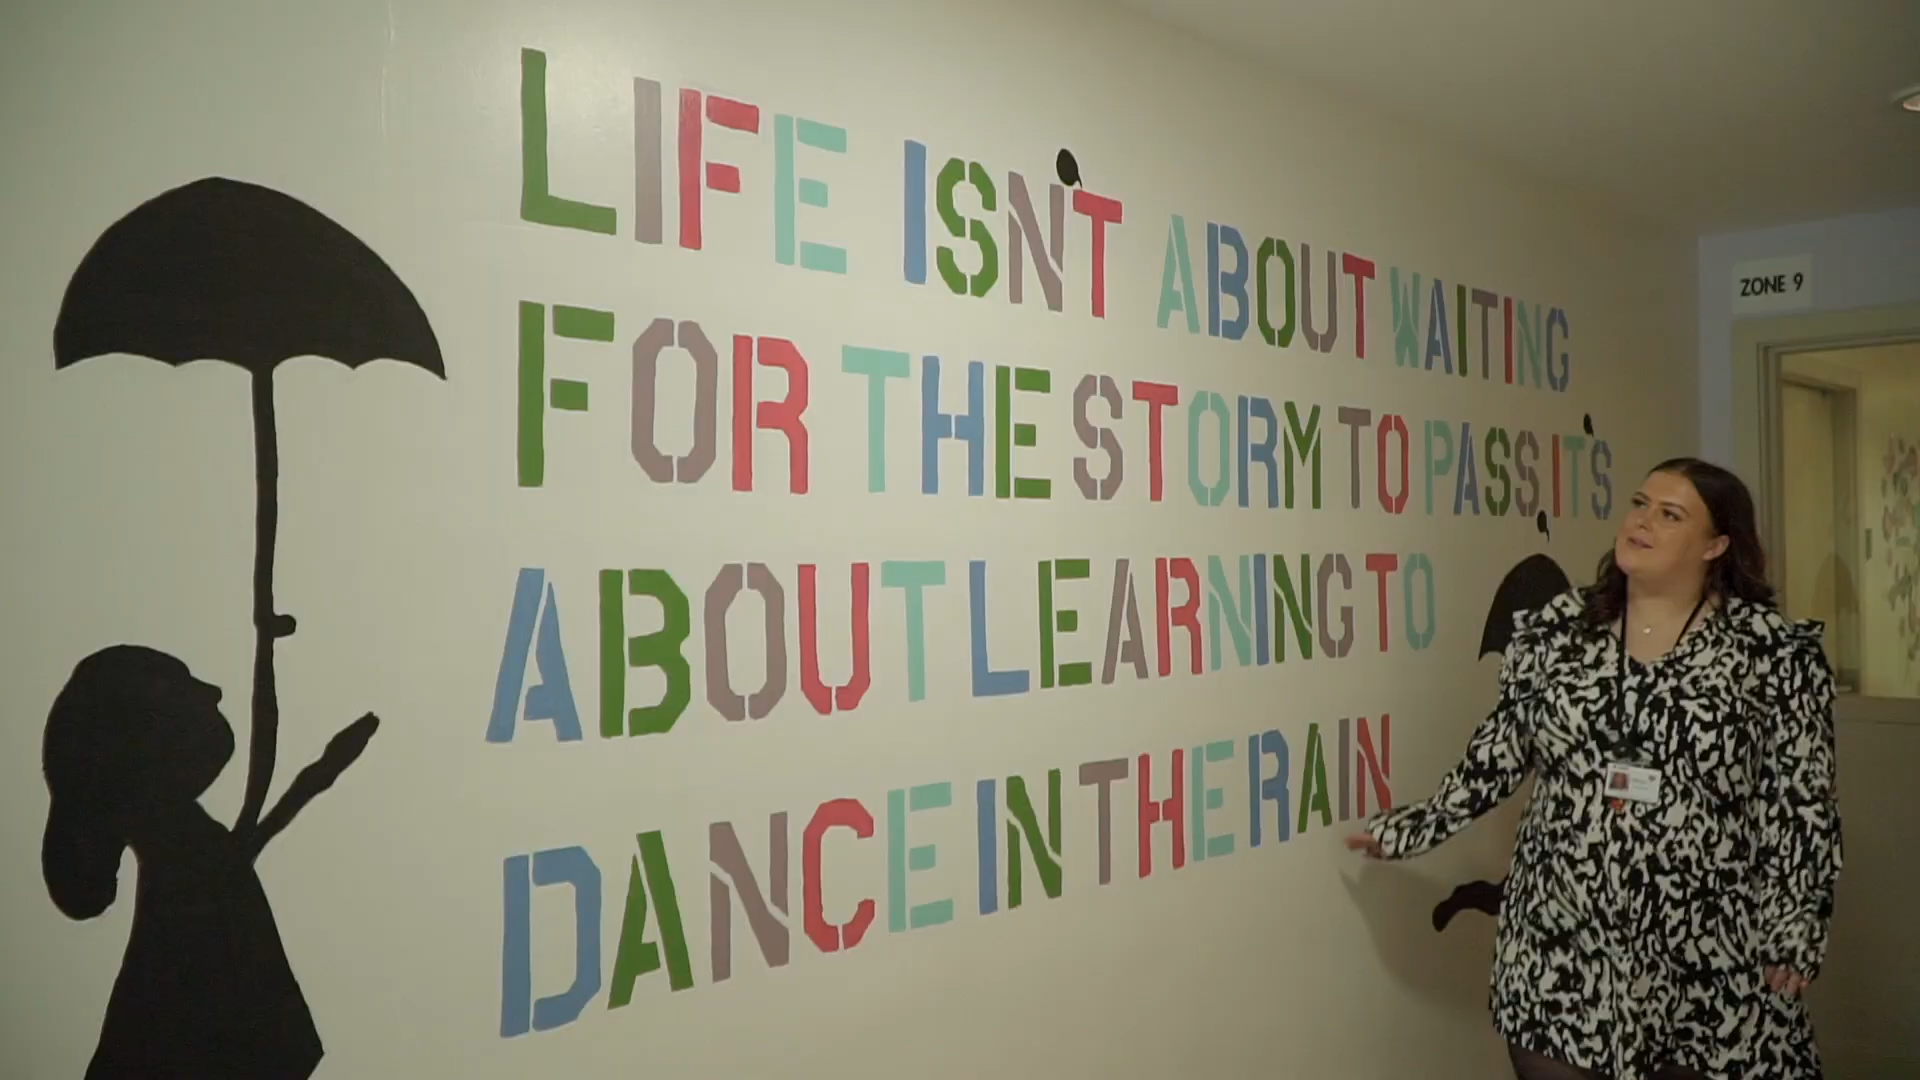 LIFE ISN'T ABOUT WAITING
FOR THE STORM TO PASS, IT'S
ABOUT LEARNING TO
DANCE IN THE RAIN
ZONE 9